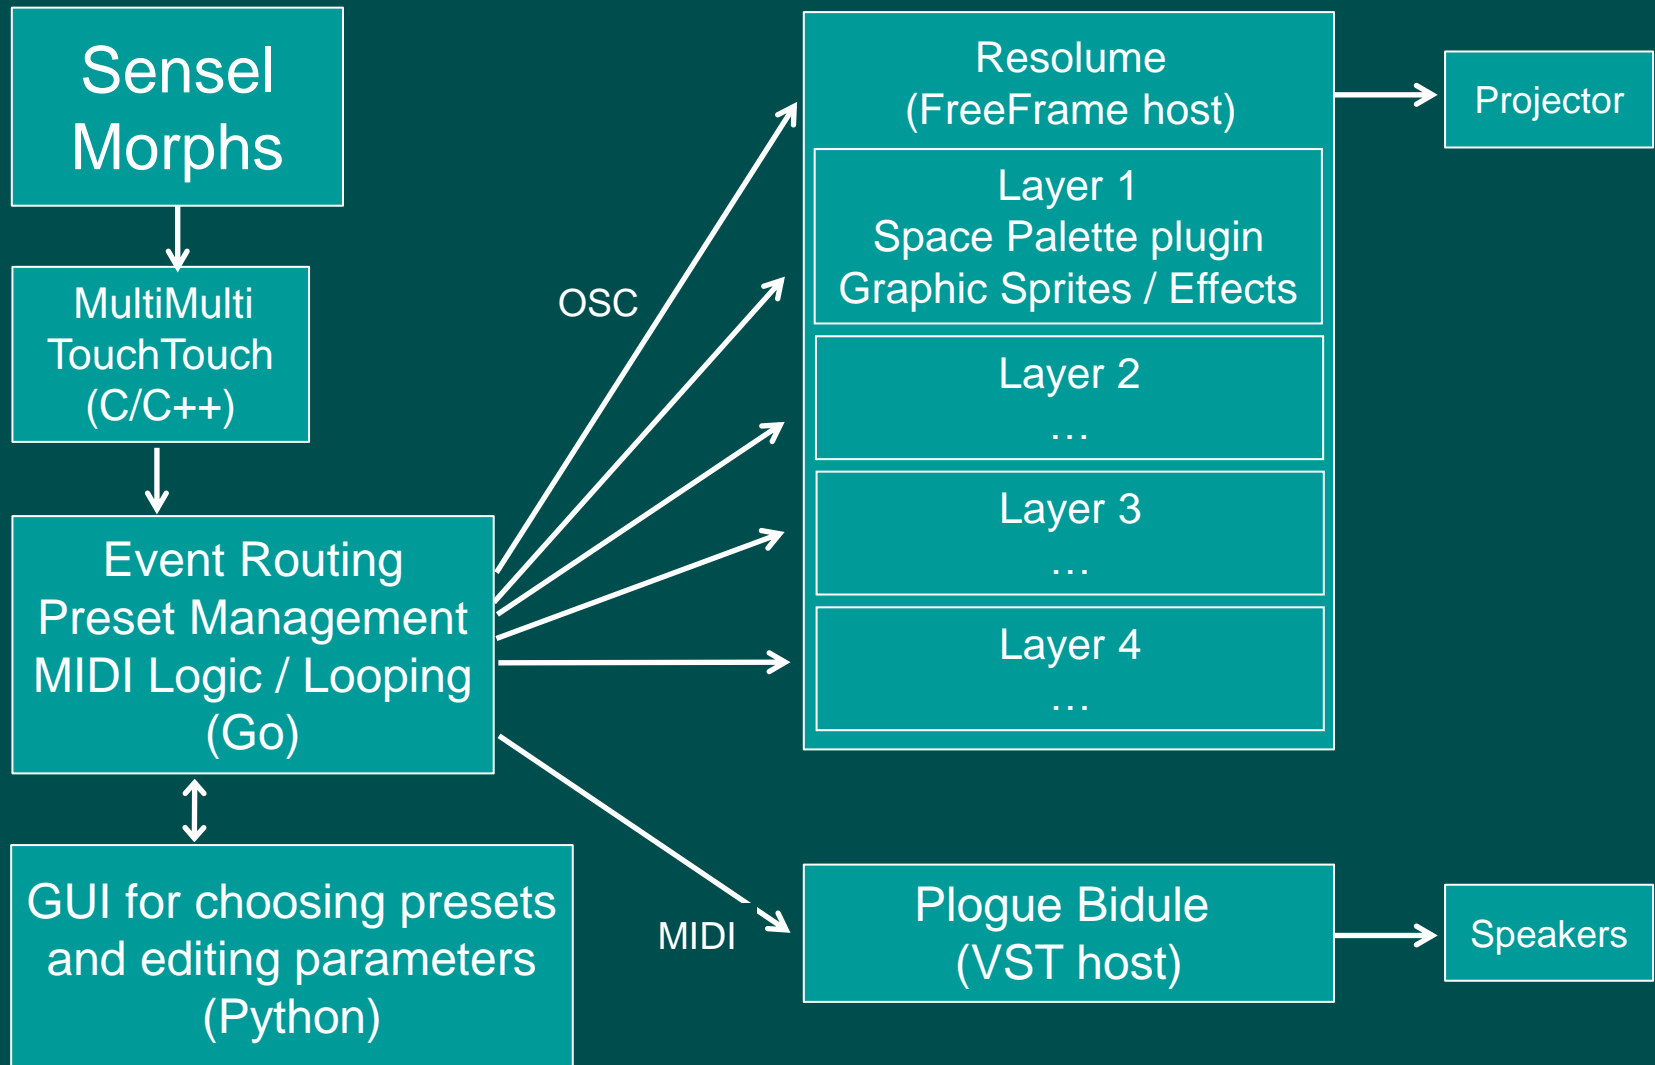 Sensel
Morphs
MultiMulti
TouchTouch
(C/C++)
Event Routing
Preset Management
MIDI Logic / Looping
(Go)
GUI for choosing presets
and editing parameters
(Python)
OSC
MIDI
Resolume
(FreeFrame host)
Layer 1
Space Palette plugin
Graphic Sprites / Effects
Layer 2
…
Layer 3
…
Layer 4
…
Plogue Bidule
(VST host)
Projector
Speakers